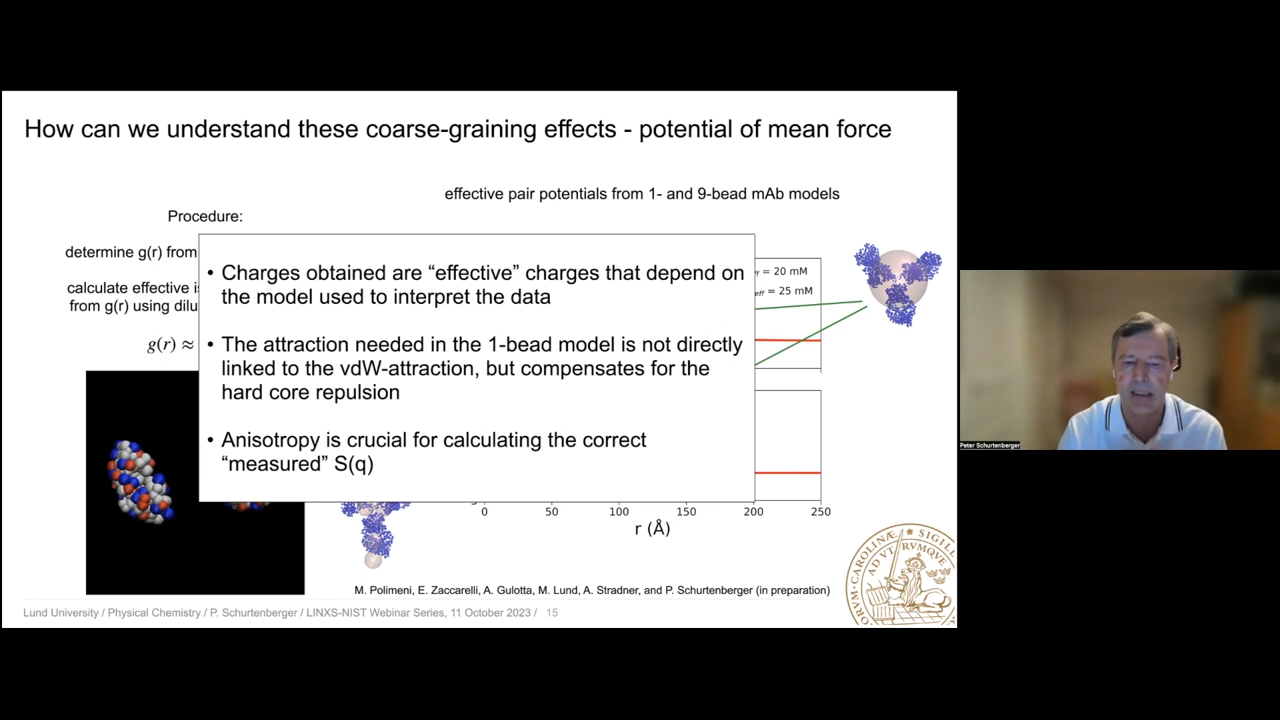 How can we understand these coarse-graining effects - potential of mean force
effective pair potentials from 1- and 9-bead mAb models
Procedure:
determine g(r) from
calculate effective
from g(r) using dilu
g(r) ≈
= 20 mM
eff = 25 mM
• Charges obtained are “effective” charges that depend on
the model used to interpret the data
• The attraction needed in the 1-bead model is not directly
linked to the vdW-attraction, but compensates for the
hard core repulsion
• Anisotropy is crucial for calculating the correct
“measured” S(q)
0 50 100 150 200 250
r (Å)
M. Polimeni, E. Zaccarelli, A. Gulotta, M. Lund, A. Stradner, and P. Schurtenberger (in preparation)
Lund University / Physical Chemistry / P. Schurtenberger / LINXS-NIST Webinar Series, 11 October 2023 / 15
CAROLINÆ SIGILL
AD VTRVMQVE
Peter Schurtenberger